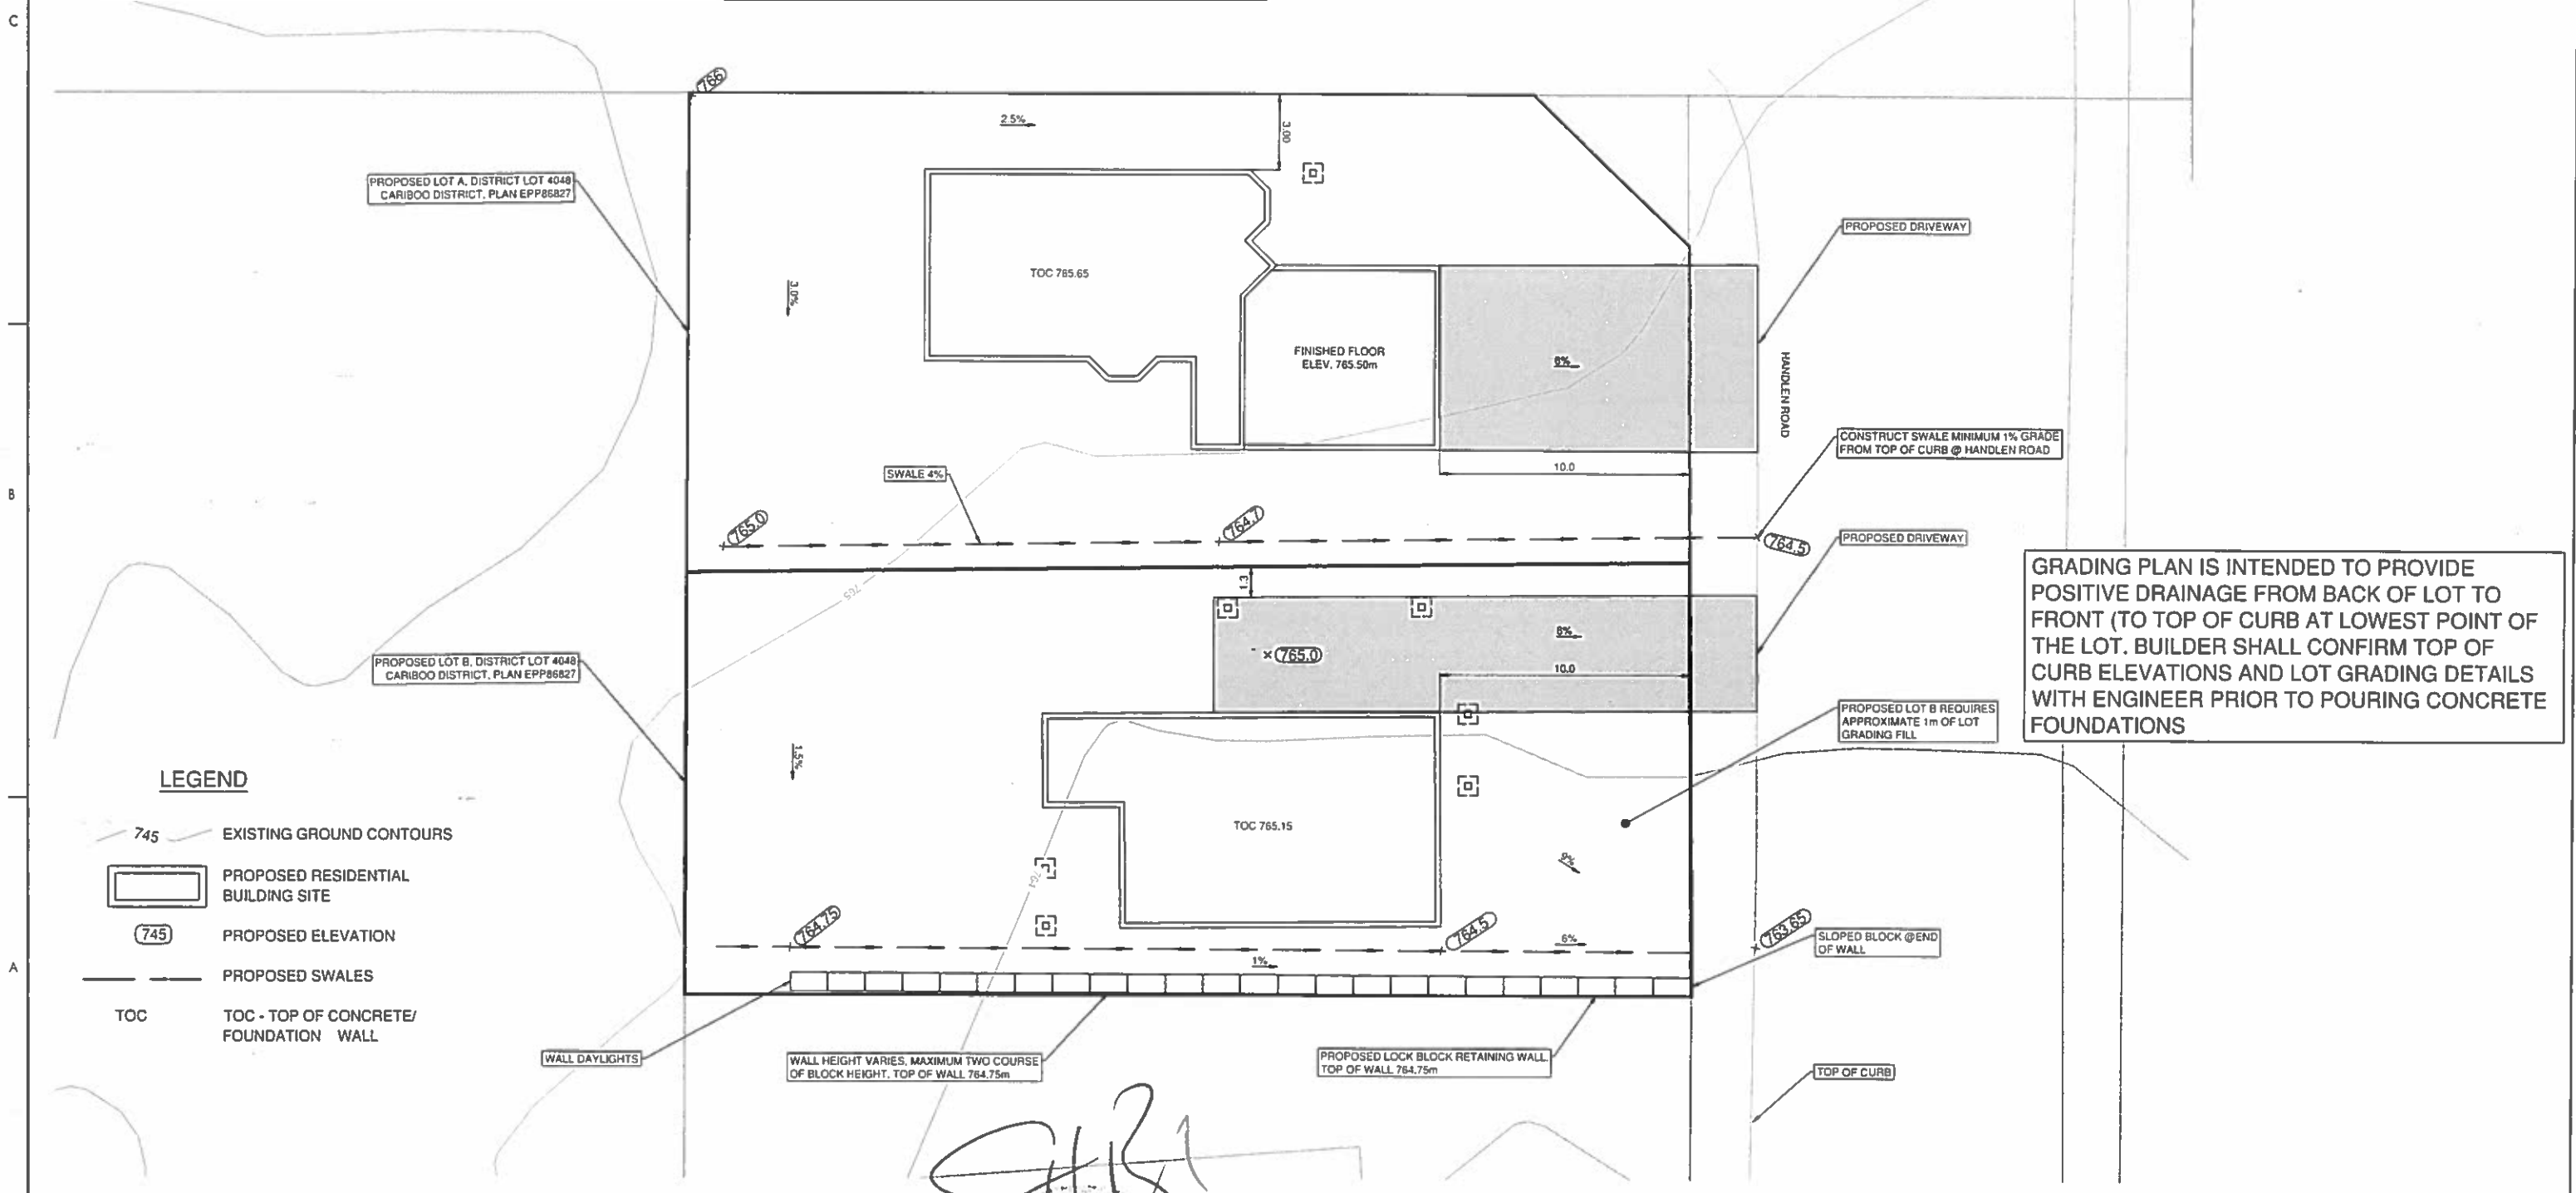 C
B
A
766
2.5%
3.00
PROPOSED LOT A, DISTRICT LOT 4048
CARIBOO DISTRICT, PLAN EPP86827
PROPOSED DRIVEWAY
TOC 765.65
3.0%
FINISHED FLOOR
ELEV. 765.50m
8%
HANDLEN ROAD
CONSTRUCT SWALE MINIMUM 1% GRADE
FROM TOP OF CURB @ HANDLEN ROAD
10.0
SWALE 4%
765.0
764.7
764.5
PROPOSED DRIVEWAY
765
1.3
8%
765.0
10.0
GRADING PLAN IS INTENDED TO PROVIDE
POSITIVE DRAINAGE FROM BACK OF LOT TO
FRONT (TO TOP OF CURB AT LOWEST POINT OF
THE LOT. BUILDER SHALL CONFIRM TOP OF
CURB ELEVATIONS AND LOT GRADING DETAILS
WITH ENGINEER PRIOR TO POURING CONCRETE
FOUNDATIONS
PROPOSED LOT B, DISTRICT LOT 4048
CARIBOO DISTRICT, PLAN EPP86827
PROPOSED LOT B REQUIRES
APPROXIMATE 1m OF LOT
GRADING FILL
1.5%
TOC 765.15
9%
764
764.75
764.5
6%
763.65
SLOPED BLOCK @END
OF WALL
1%
LEGEND
745 EXISTING GROUND CONTOURS
PROPOSED RESIDENTIAL
BUILDING SITE
745 PROPOSED ELEVATION
PROPOSED SWALES
TOC TOC - TOP OF CONCRETE/
FOUNDATION WALL
WALL DAYLIGHTS
WALL HEIGHT VARIES, MAXIMUM TWO COURSE
OF BLOCK HEIGHT. TOP OF WALL 764.75m
PROPOSED LOCK BLOCK RETAINING WALL.
TOP OF WALL 764.75m
TOP OF CURB